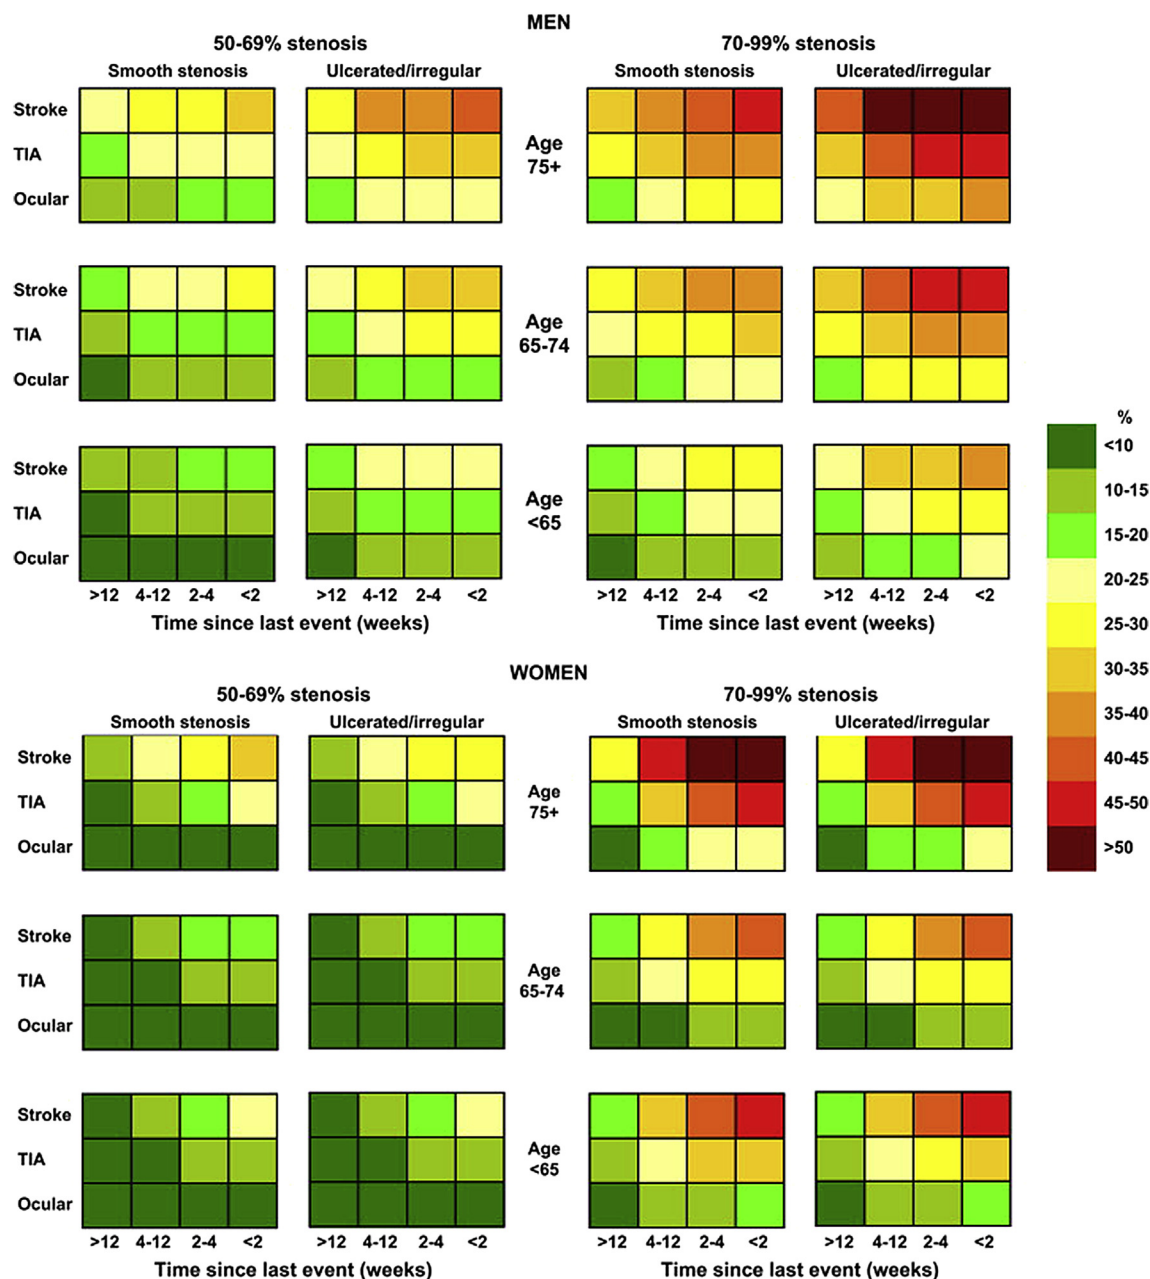 MEN
50-69% stenosis 70-99% stenosis
Smooth stenosis Ulcerated/irregular Smooth stenosis Ulcerated/irregular
Stroke
TIA
Ocular
Age
75+
Stroke
TIA
Ocular
Age
65-74
Stroke
TIA
Ocular
Age
<65
>12 4-12 2-4 <2 >12 4-12 2-4 <2 >12 4-12 2-4 <2 >12 4-12 2-4 <2
Time since last event (weeks) Time since last event (weeks)
%
<10
10-15
15-20
20-25
25-30
30-35
35-40
40-45
45-50
>50
WOMEN
50-69% stenosis 70-99% stenosis
Smooth stenosis Ulcerated/irregular Smooth stenosis Ulcerated/irregular
Stroke
TIA
Ocular
Age
75+
Stroke
TIA
Ocular
Age
65-74
Stroke
TIA
Ocular
Age
<65
>12 4-12 2-4 <2 >12 4-12 2-4 <2 >12 4-12 2-4 <2 >12 4-12 2-4 <2
Time since last event (weeks) Time since last event (weeks)